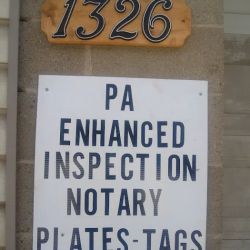 1326
PA
ENHANCED
INSPECTION
NOTARY
PLATES-TAGS